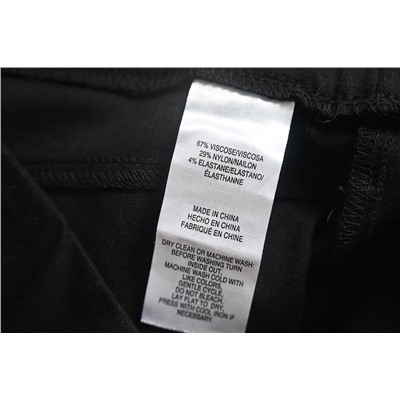 67% VISCOSE/VISCOSA
29% NYLON/NAILON
4% ELASTANE/ELASTANO/
ÉLASTHANNE
MADE IN CHINA
HECHO EN CHINA
FABRIQUÉ EN CHINE
DRY CLEAN OR MACHINE WASH:
BEFORE WASHING TURN
INSIDE OUT.
MACHINE WASH COLD WITH
LIKE COLORS,
GENTLE CYCLE.
DO NOT BLEACH.
LAY FLAT TO DRY
PRESS WITH COOL IRON IF
NECESSARY.